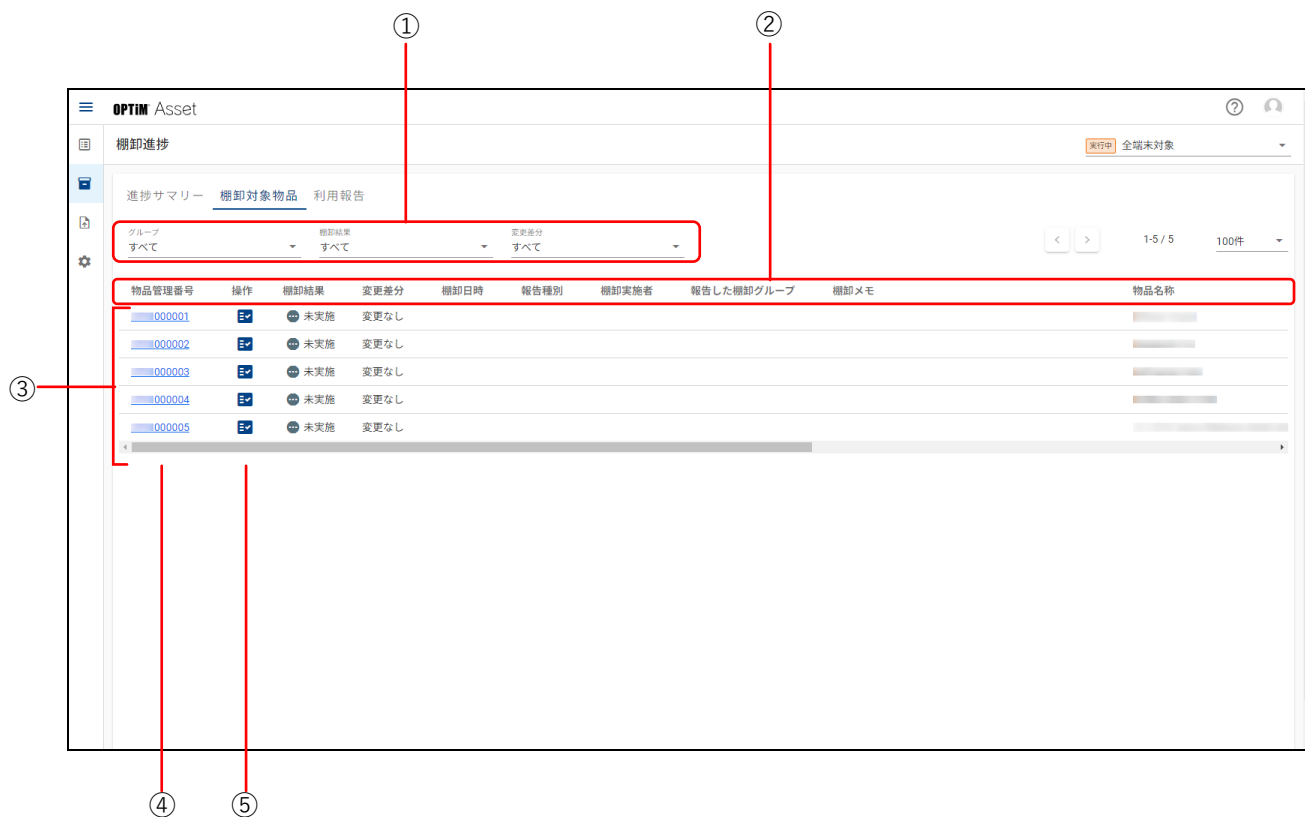 ① ②
OPTiM Asset
棚卸進捗 実行中 全端末対象
進捗サマリー 棚卸対象物品 利用報告
グループ 棚卸結果 変更差分
すべて すべて すべて 1-5 / 5 100件
物品管理番号 操作 棚卸結果 変更差分 棚卸日時 報告種別 棚卸実施者 報告した棚卸グループ 棚卸メモ 物品名称
000001 未実施 変更なし
000002 未実施 変更なし
000003 未実施 変更なし
③
000004 未実施 変更なし
000005 未実施 変更なし
④ ⑤